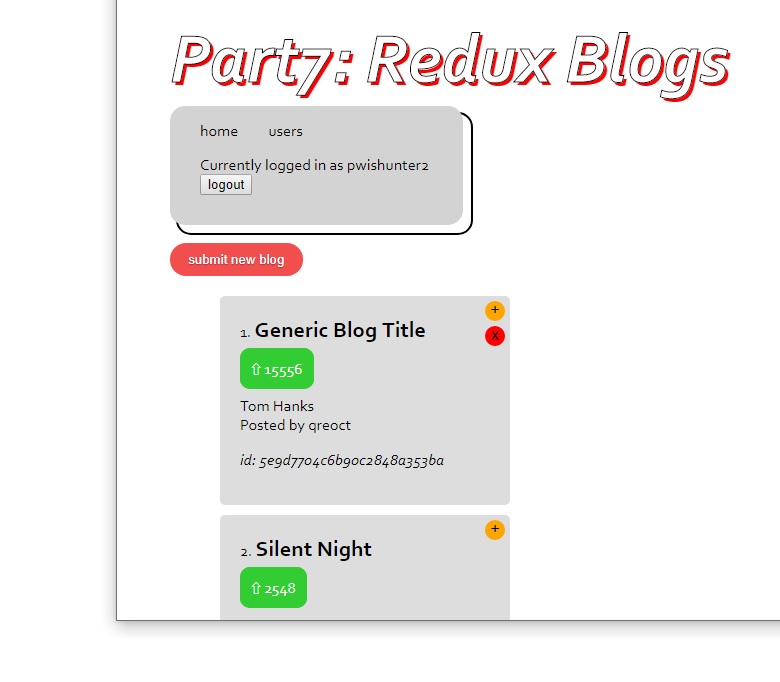 Part7: Redux Blogs
home users
Currently logged in as pwishunter2
logout
submit new blog
+
1. Generic Blog Title
x
⇧15556
Tom Hanks
Posted by qreoct
id: 5e9d7704c6b90c2848a353ba
+
2. Silent Night
⇧2548